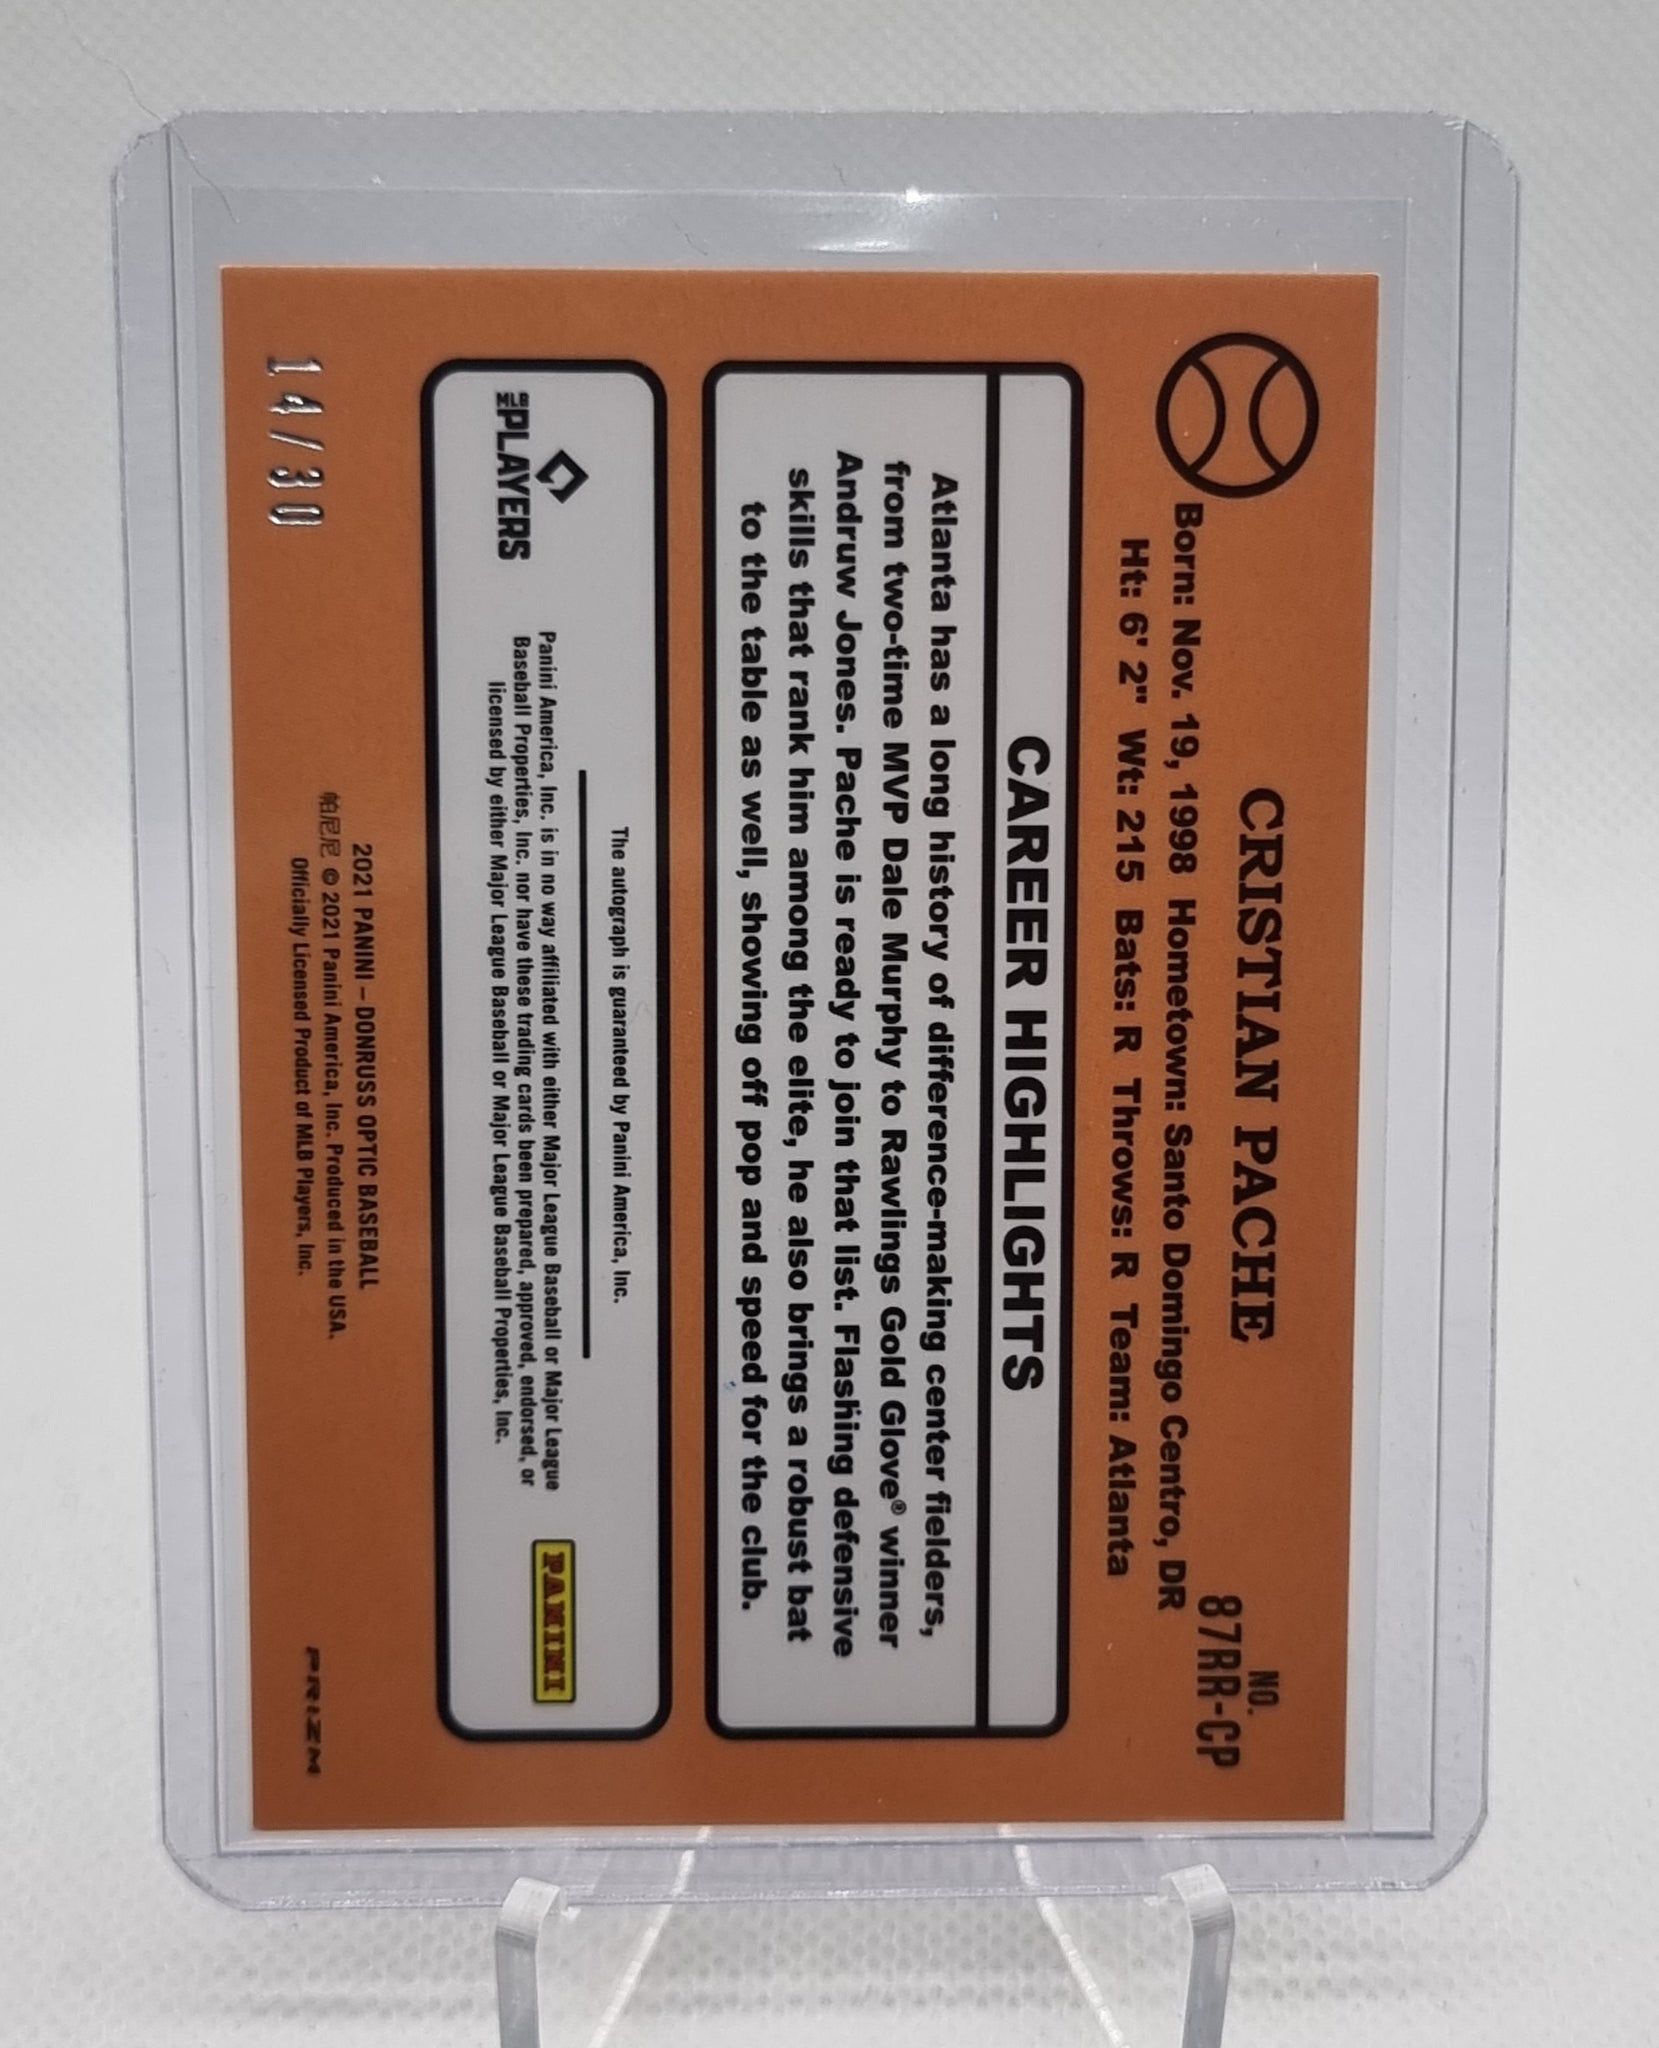 CRISTIAN PACHE
NO.
87RR-CP
Born: Nov. 19, 1998 Hometown: Santo Domingo Centro, DR
Ht: 6' 2" Wt: 215 Bats: R Throws: R Team: Atlanta
CAREER HIGHLIGHTS
Atlanta has a long history of difference-making center fielders,
from two-time MVP Dale Murphy to Rawlings Gold Glove® winner
Andruw Jones. Pache is ready to join that list. Flashing defensive
skills that rank him among the elite, he also brings a robust bat
to the table as well, showing off pop and speed for the club.
The autograph is guaranteed by Panini America, Inc.
MLB PLAYERS
Panini America, Inc. is in no way affiliated with either Major League Baseball or Major League
Baseball Properties, Inc. nor have these trading cards been prepared, approved, endorsed, or
licensed by either Major League Baseball or Major League Baseball Properties, Inc.
PANINI
2021 PANINI – DONRUSS OPTIC BASEBALL
帕尼尼 © 2021 Panini America, Inc. Produced in the USA.
Officially Licensed Product of MLB Players, Inc.
14/30
PRIZM